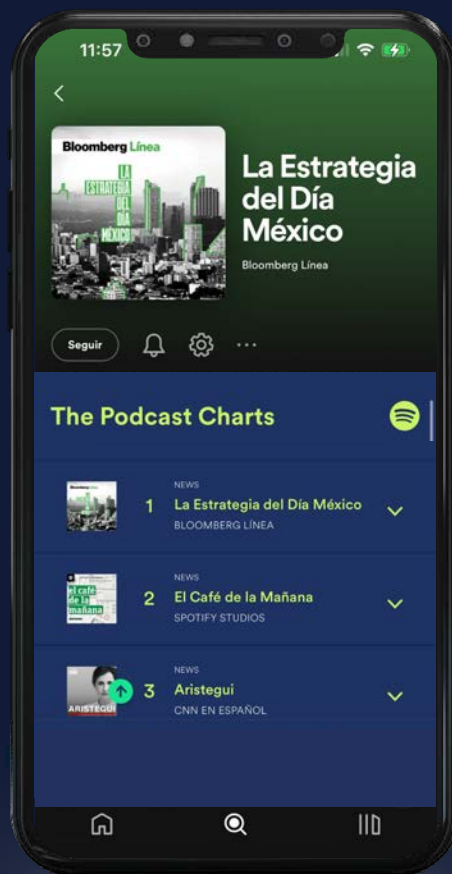 11:57
Bloomberg Línea
LA
ESTRATEGIA
DEL
DÍA
MÉXICO
La Estrategia
del Día
México
Bloomberg Línea
Seguir
The Podcast Charts
NEWS
1 La Estrategia del Día México
BLOOMBERG LÍNEA
el café
de la
mañana
NEWS
2 El Café de la Mañana
SPOTIFY STUDIOS
ARISTEGUI
NEWS
3 Aristegui
CNN EN ESPAÑOL